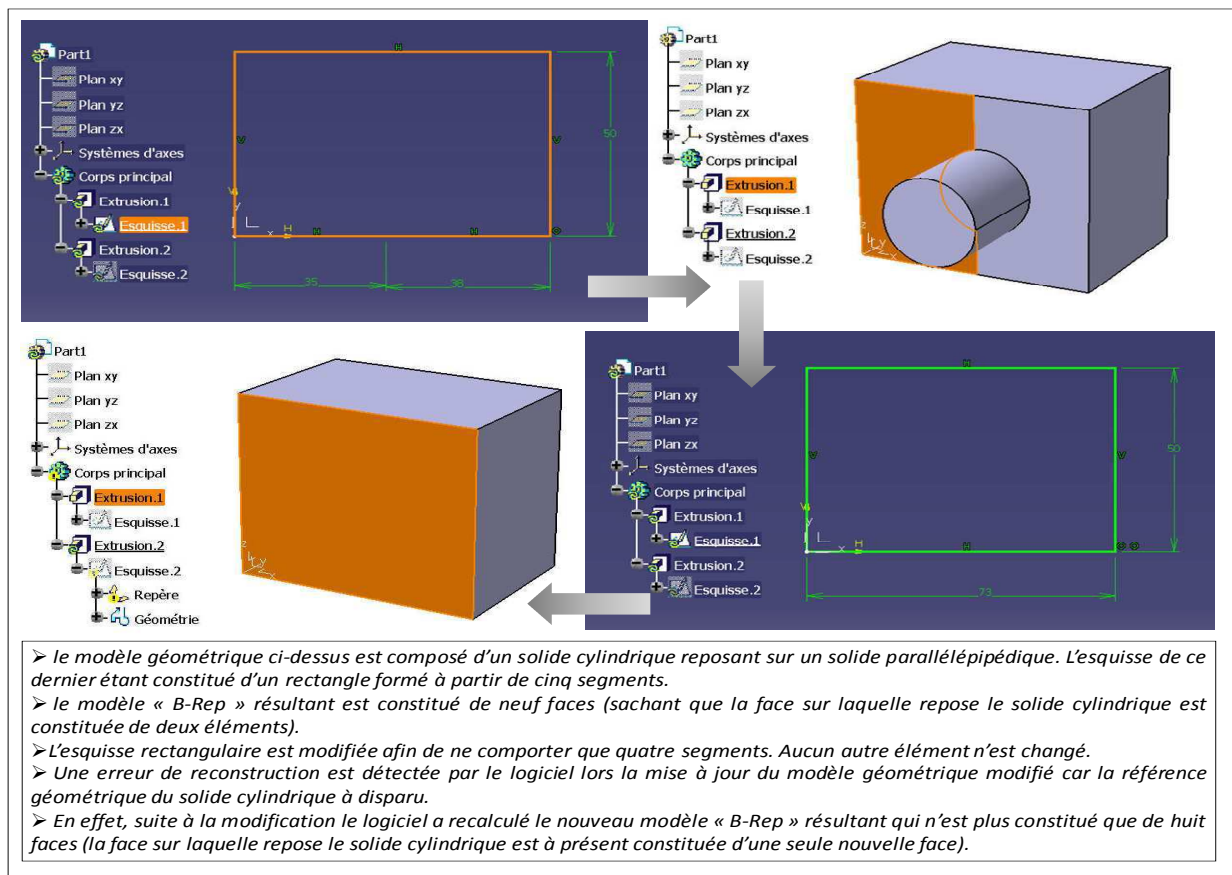 Part1
Plan xy
Plan yz
Plan zx
Systèmes d'axes
Corps principal
Extrusion.1
Esquisse.1
Extrusion.2
Esquisse.2
H
V
V
50
V
y
H
x
H
H
35
38
Part1
Plan xy
Plan yz
Plan zx
Systèmes d'axes
Corps principal
Extrusion.1
Esquisse.1
Extrusion.2
Esquisse.2
z
y
x
Part1
Plan xy
Plan yz
Plan zx
Systèmes d'axes
Corps principal
Extrusion.1
Esquisse.1
Extrusion.2
Esquisse.2
Repère
Géométrie
z
y
x
Part1
Plan xy
Plan yz
Plan zx
Systèmes d'axes
Corps principal
Extrusion.1
Esquisse.1
Extrusion.2
Esquisse.2
H
V
V
50
V
y
H
x
H
73
➢ le modèle géométrique ci-dessus est composé d'un solide cylindrique reposant sur un solide parallélépipédique. L'esquisse de ce
dernier étant constitué d'un rectangle formé à partir de cinq segments.
➢ le modèle « B-Rep » résultant est constitué de neuf faces (sachant que la face sur laquelle repose le solide cylindrique est
constituée de deux éléments).
➢L'esquisse rectangulaire est modifiée afin de ne comporter que quatre segments. Aucun autre élément n'est changé.
➢ Une erreur de reconstruction est détectée par le logiciel lors la mise à jour du modèle géométrique modifié car la référence
géométrique du solide cylindrique à disparu.
➢ En effet, suite à la modification le logiciel a recalculé le nouveau modèle « B-Rep » résultant qui n'est plus constitué que de huit
faces (la face sur laquelle repose le solide cylindrique est à présent constituée d'une seule nouvelle face).